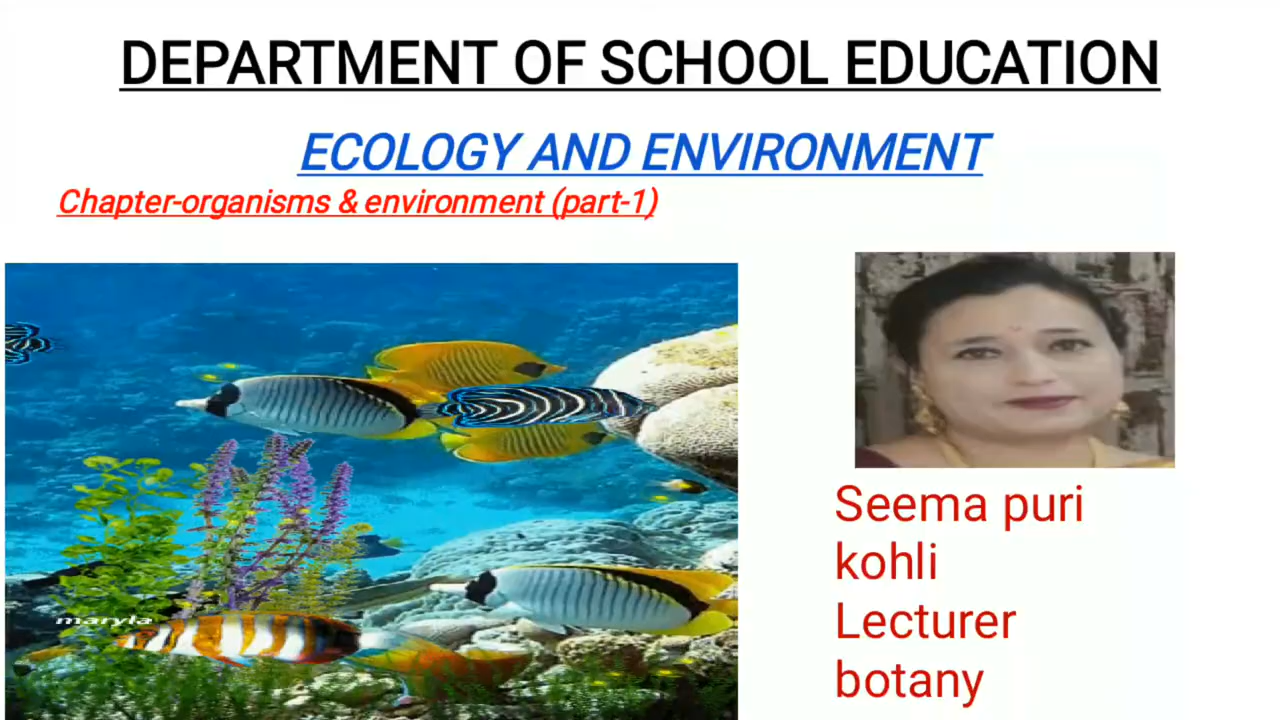 DEPARTMENT OF SCHOOL EDUCATION
ECOLOGY AND ENVIRONMENT
Chapter-organisms & environment (part-1)
maryla
Seema puri
kohli
Lecturer
botany